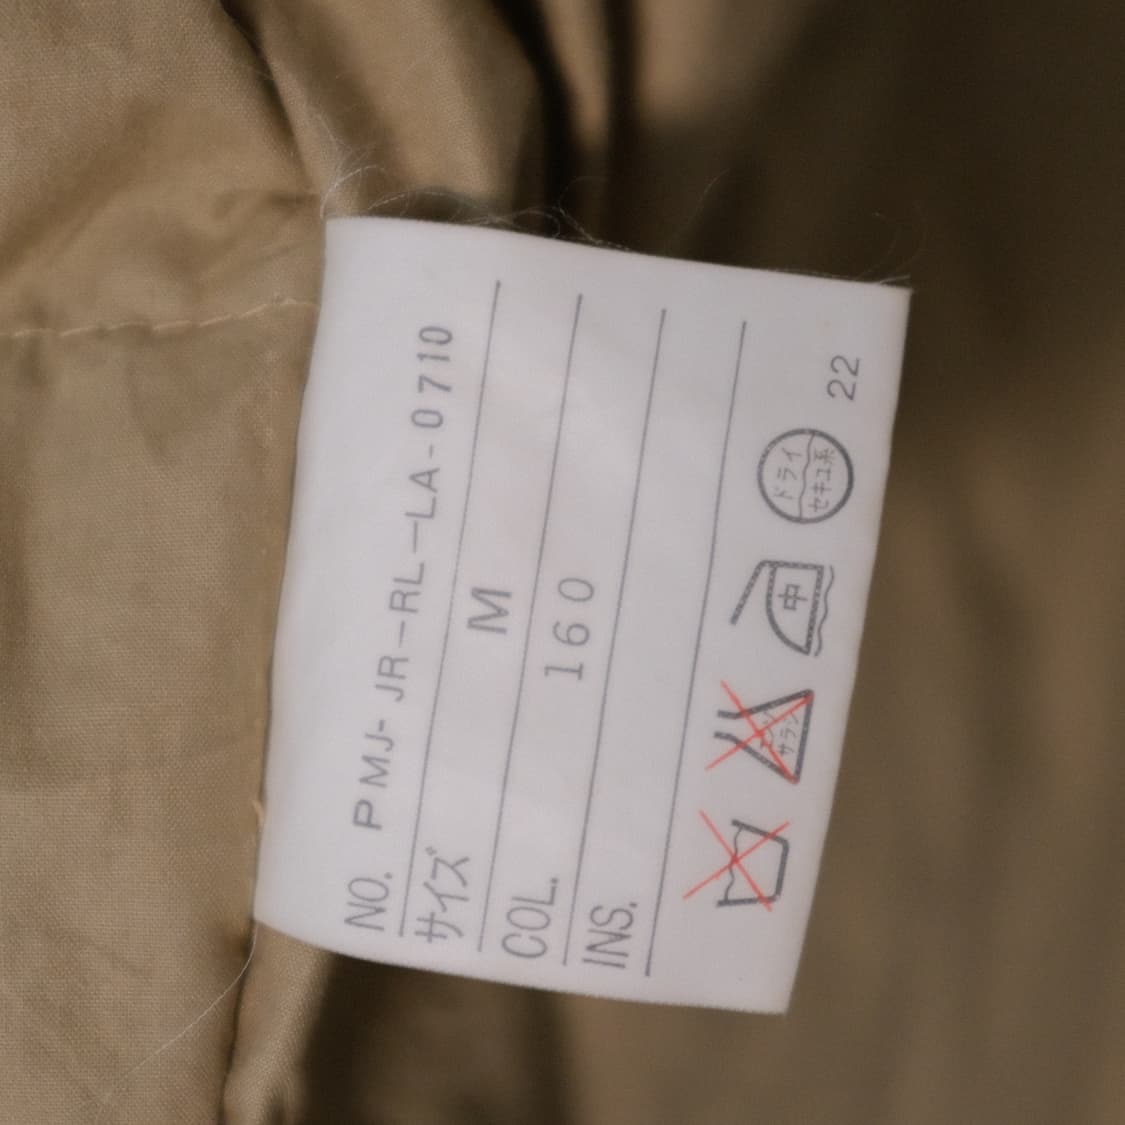 NO. PMJ-JR-RL-LA-0710
サイズ M
COL. 160
INS.
エンソサラシ 中 ドライ セキユ系
22